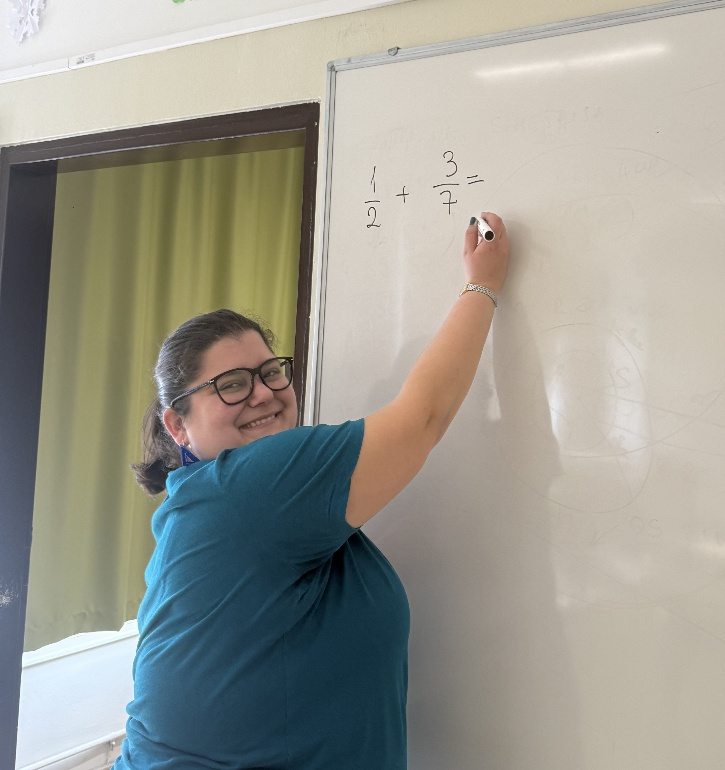 1/2 + 3/7 =